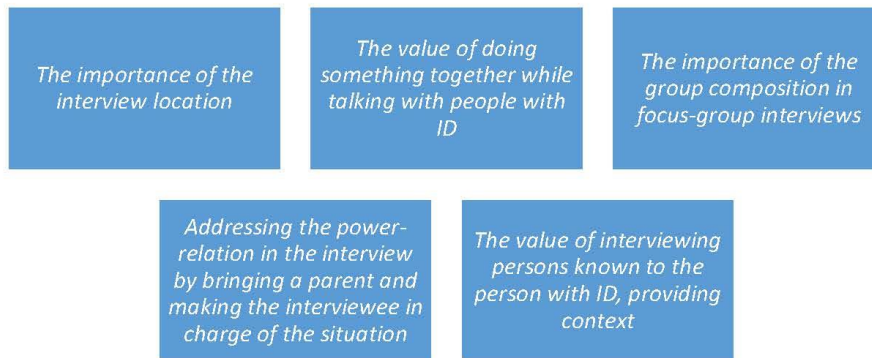 The importance of the
interview location
The value of doing
something together while
talking with people with
ID
The importance of the
group composition in
focus-group interviews
Addressing the power-
relation in the interview
by bringing a parent and
making the interviewee in
charge of the situation
The value of interviewing
persons known to the
person with ID, providing
context